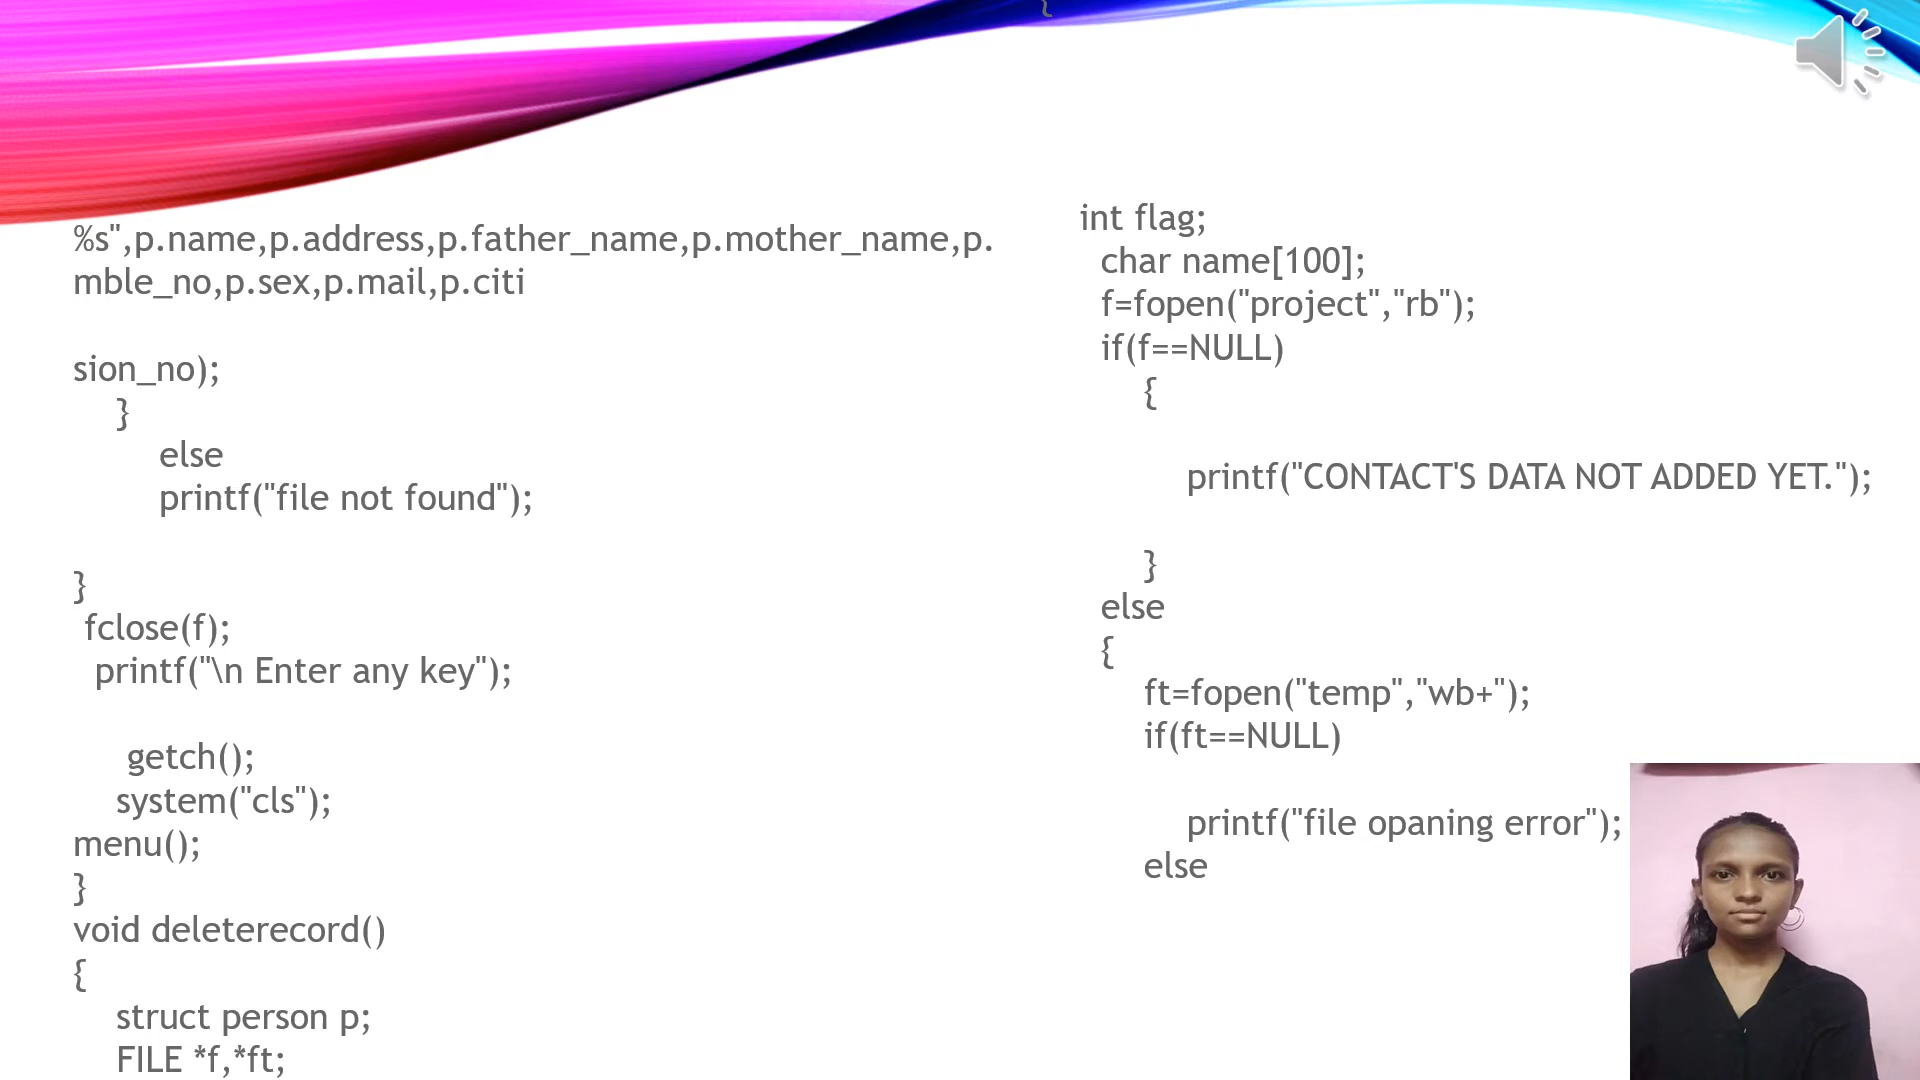 {
%s",p.name,p.address,p.father_name,p.mother_name,p.
mble_no,p.sex,p.mail,p.citi
sion_no);
}
else
printf("file not found");
}
fclose(f);
printf("\n Enter any key");
getch();
system("cls");
menu();
}
void deleterecord()
{
struct person p;
FILE *f,*ft;
int flag;
char name[100];
f=fopen("project","rb");
if(f==NULL)
{
printf("CONTACT'S DATA NOT ADDED YET.");
}
else
{
ft=fopen("temp","wb+");
if(ft==NULL)
printf("file opaning error");
else